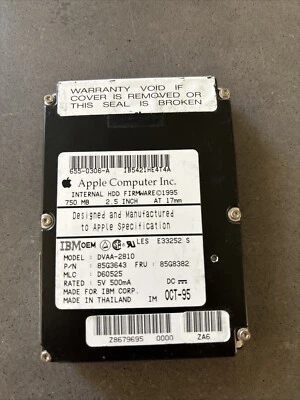 WARRANTY VOID IF
COVER IS REMOVED OR
THIS SEAL IS BROKEN
655-0306-A IB5421HE4T4A
Apple Computer Inc.
INTERNAL HDD FIRMWARE©1995
750 MB 2.5 INCH AT 17mm
Designed and Manufactured
to Apple Specification
IBM OEM LES E33252 S
MODEL : DVAA-2810
P/N : 85G3643 FRU : 85G8382
MLC : D60525
RATED : 5V 500mA DC
MADE FOR IBM CORP.
MADE IN THAILAND IM OCT-95
Z8679695 0000 ZA6